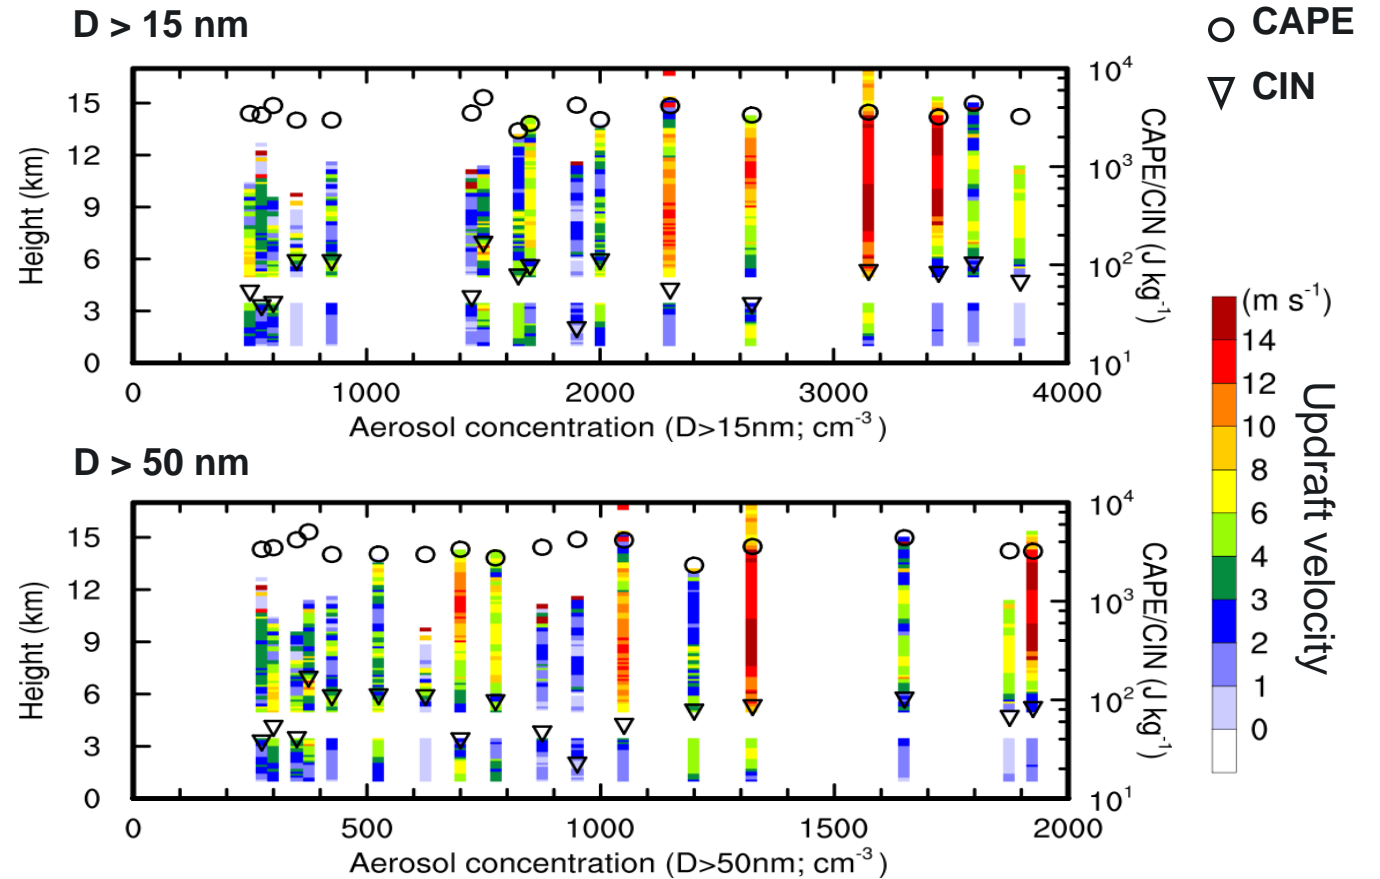 D > 15 nm
CAPE
CIN
15
12
9
6
3
0
Height (km)
10⁴
10³
10²
10¹
CAPE/CIN (J kg⁻¹)
0 1000 2000 3000 4000
Aerosol concentration (D>15nm; cm⁻³)
D > 50 nm
15
12
9
6
3
0
Height (km)
10⁴
10³
10²
10¹
CAPE/CIN (J kg⁻¹)
0 500 1000 1500 2000
Aerosol concentration (D>50nm; cm⁻³)
(m s⁻¹)
14
12
10
8
6
4
3
2
1
0
Updraft velocity